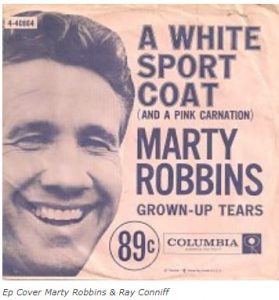 4-40864
A WHITE
SPORT
COAT
(AND A PINK CARNATION)
MARTY
ROBBINS
GROWN-UP TEARS
89c
COLUMBIA
Ep Cover Marty Robbins & Ray Conniff